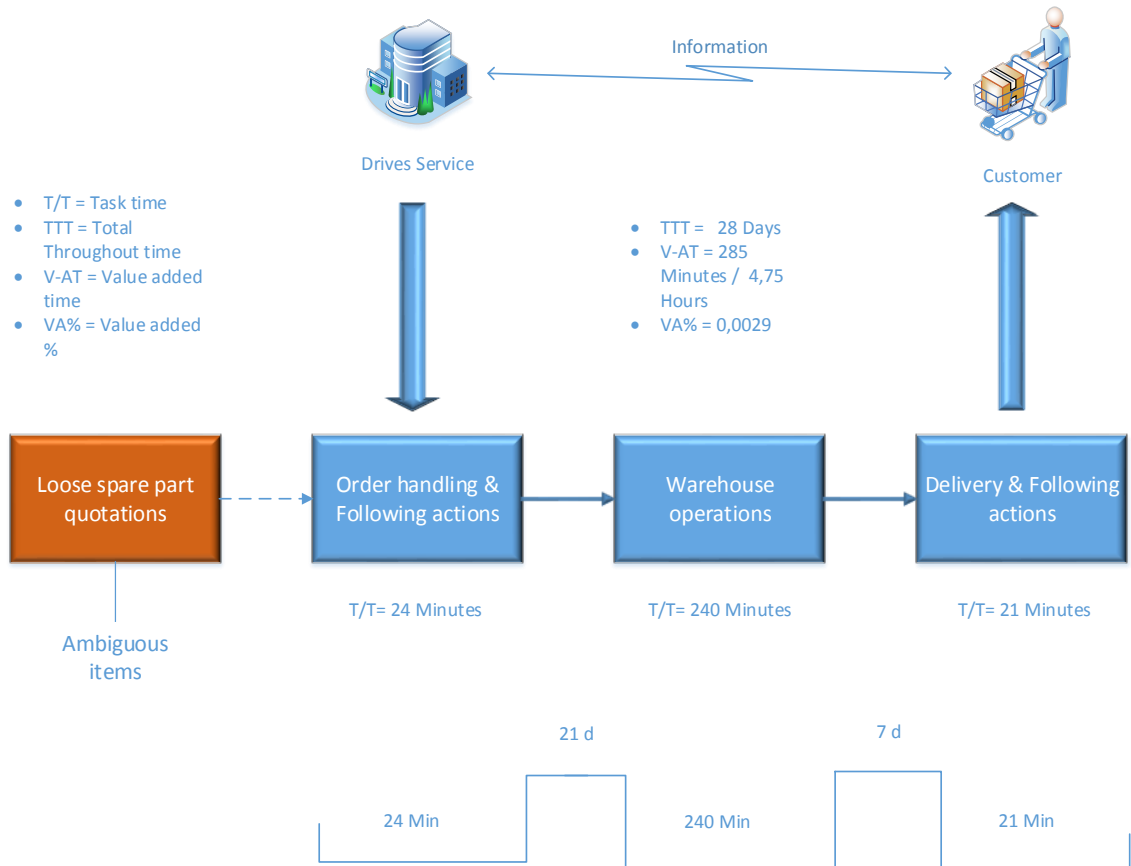 Information
Drives Service
Customer
• T/T = Task time
• TTT = Total
Throughout time
• V-AT = Value added
time
• VA% = Value added
%
• TTT =   28 Days
• V-AT = 285
Minutes /  4,75
Hours
• VA% = 0,0029
Loose spare part
quotations
Order handling &
Following actions
Warehouse
operations
Delivery & Following
actions
T/T= 24 Minutes
T/T= 240 Minutes
T/T= 21 Minutes
Ambiguous
items
21 d
7 d
24 Min
240 Min
21 Min